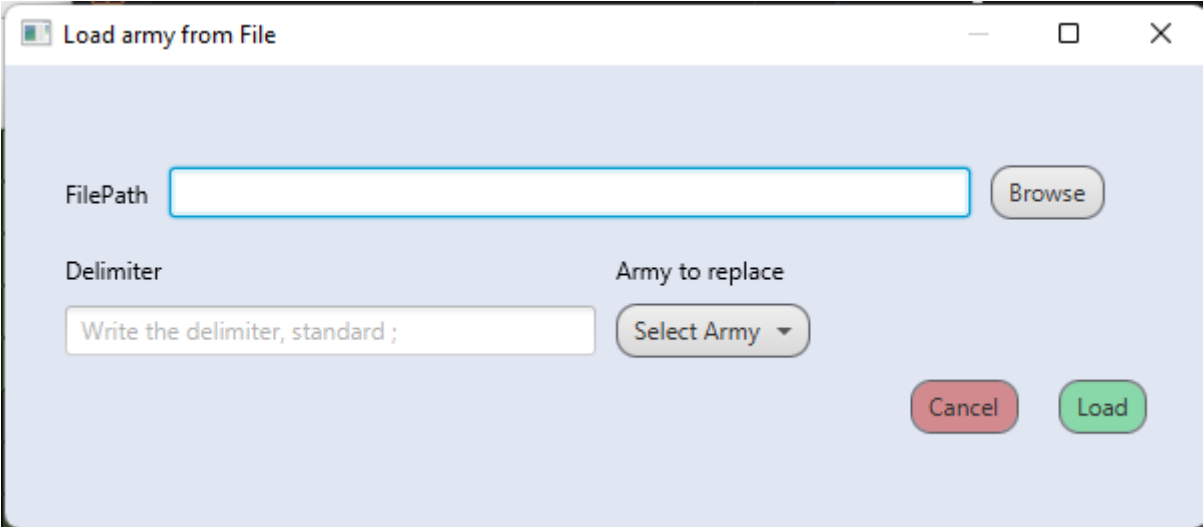 Load army from File
FilePath
Browse
Delimiter
Army to replace
Write the delimiter, standard ;
Select Army
Cancel
Load